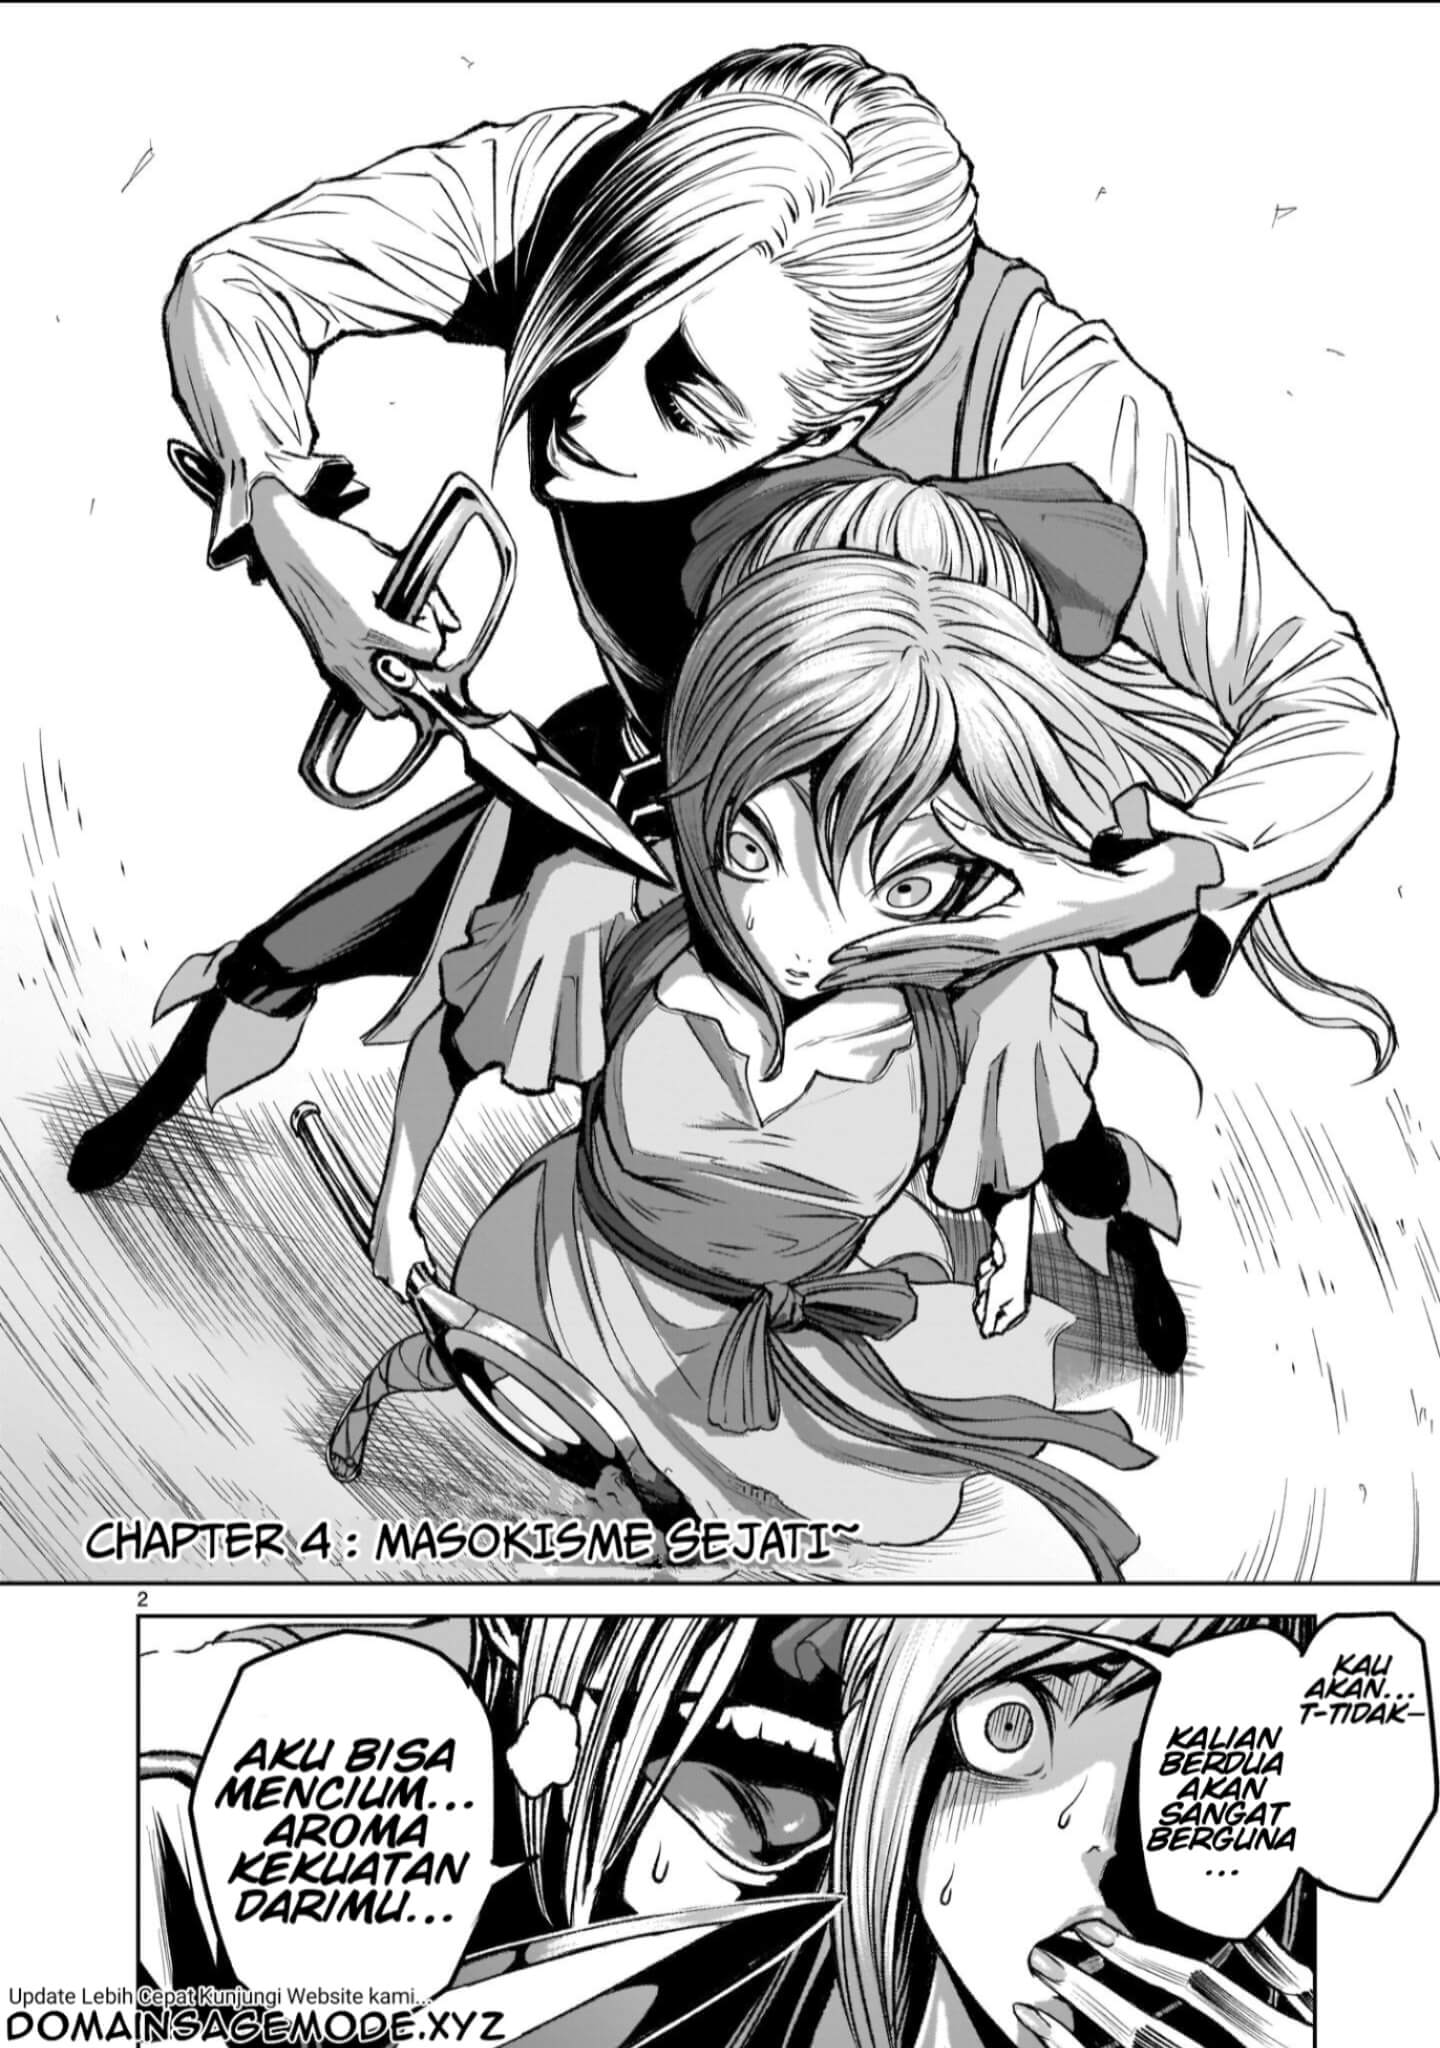 CHAPTER 4 : MASOKISME SEJATI~
2
KAU
AKAN...
T-TIDAK-
KALIAN
BERDUA
AKAN
SANGAT
BERGUNA
...
AKU BISA
MENCIUM...
AROMA
KEKUATAN
DARIMU...
Update Lebih Cepat Kunjungi Website kami...
DOMAINSAGEMODE.XYZ